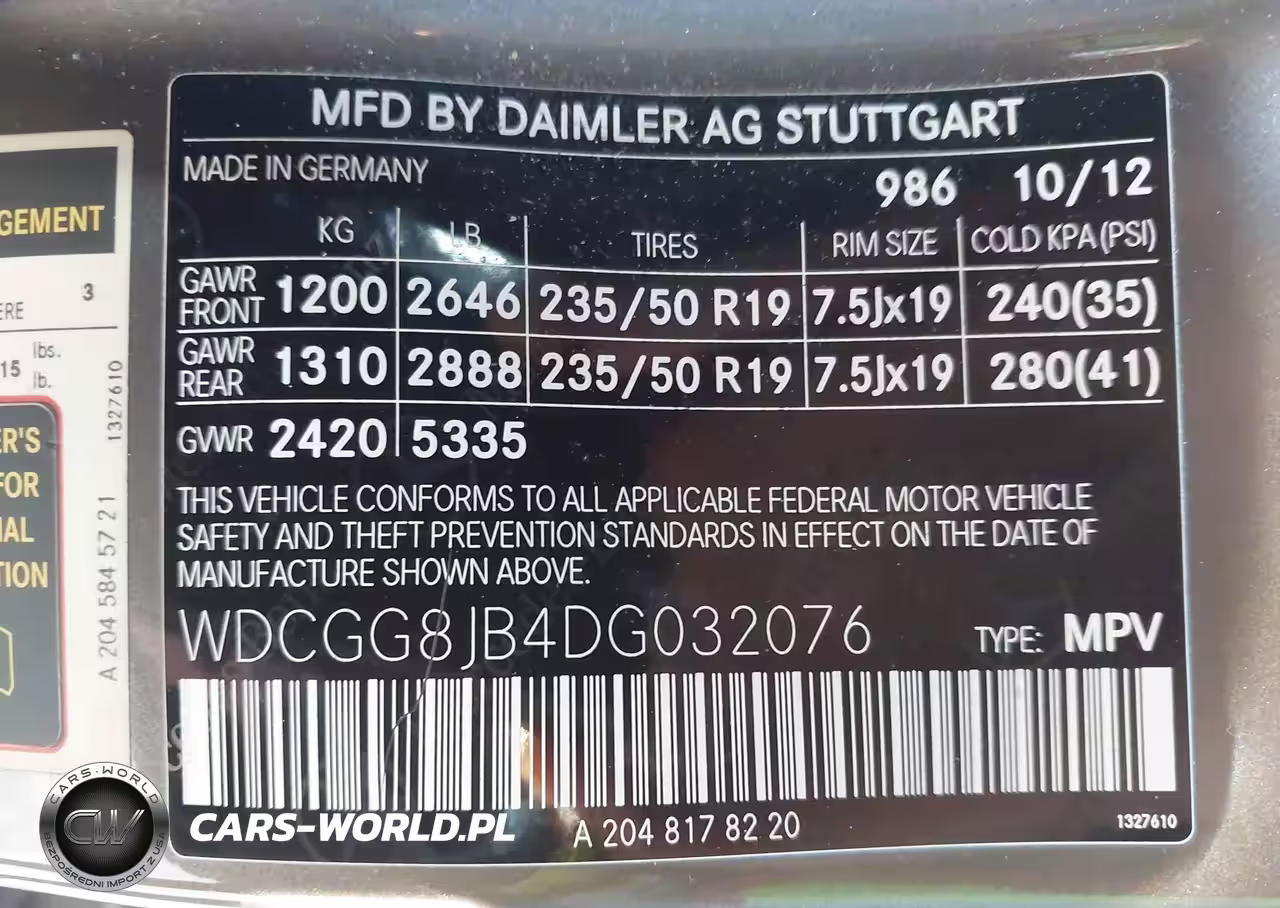 MFD BY DAIMLER AG STUTTGART
MADE IN GERMANY
986 10/12
KG LB TIRES RIM SIZE COLD KPA (PSI)
GAWR FRONT 1200 2646 235/50 R19 7.5Jx19 240(35)
GAWR REAR 1310 2888 235/50 R19 7.5Jx19 280(41)
GVWR 2420 5335
THIS VEHICLE CONFORMS TO ALL APPLICABLE FEDERAL MOTOR VEHICLE
SAFETY AND THEFT PREVENTION STANDARDS IN EFFECT ON THE DATE OF
MANUFACTURE SHOWN ABOVE.
WDCGG8JB4DG032076 TYPE: MPV
A 204 817 82 20
1327610
GEMENT
ERE 3
15 lbs.
lb.
1327610
A 204 584 57 21
ER'S
FOR
IAL
TION
CARS-WORLD
CW
BEZPOŚREDNI IMPORT Z USA
CARS-WORLD.PL